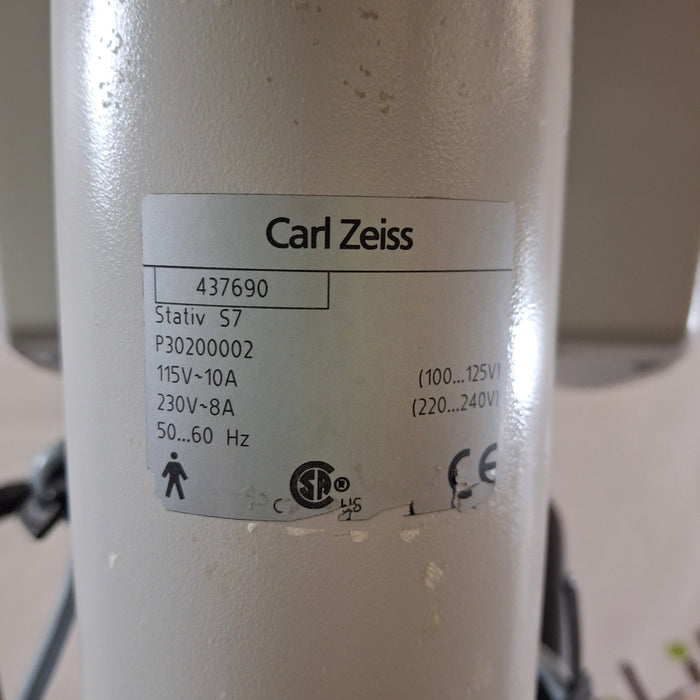 Carl Zeiss
437690
Stativ S7
P30200002
115V~10A (100...125V)
230V~8A (220...240V)
50...60 Hz
SA ®
C US
CE